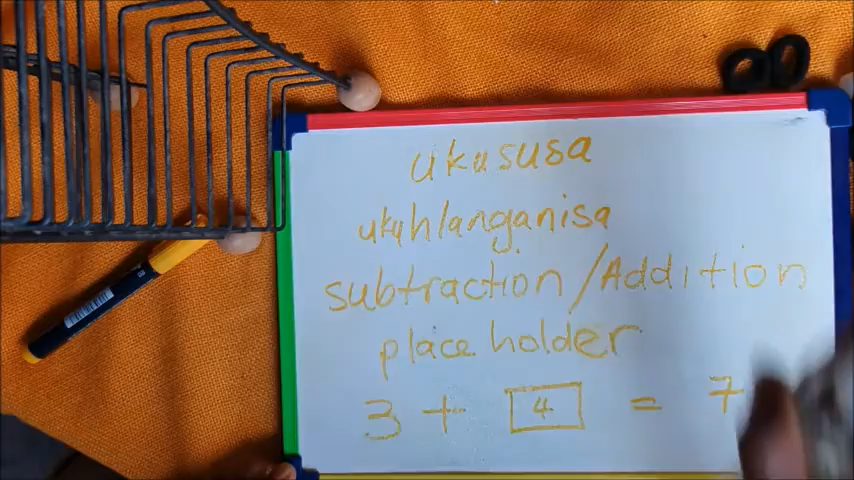 ukususa
ukuhlanganisa
subtraction/Addition
place holder
3 + 4 = 7